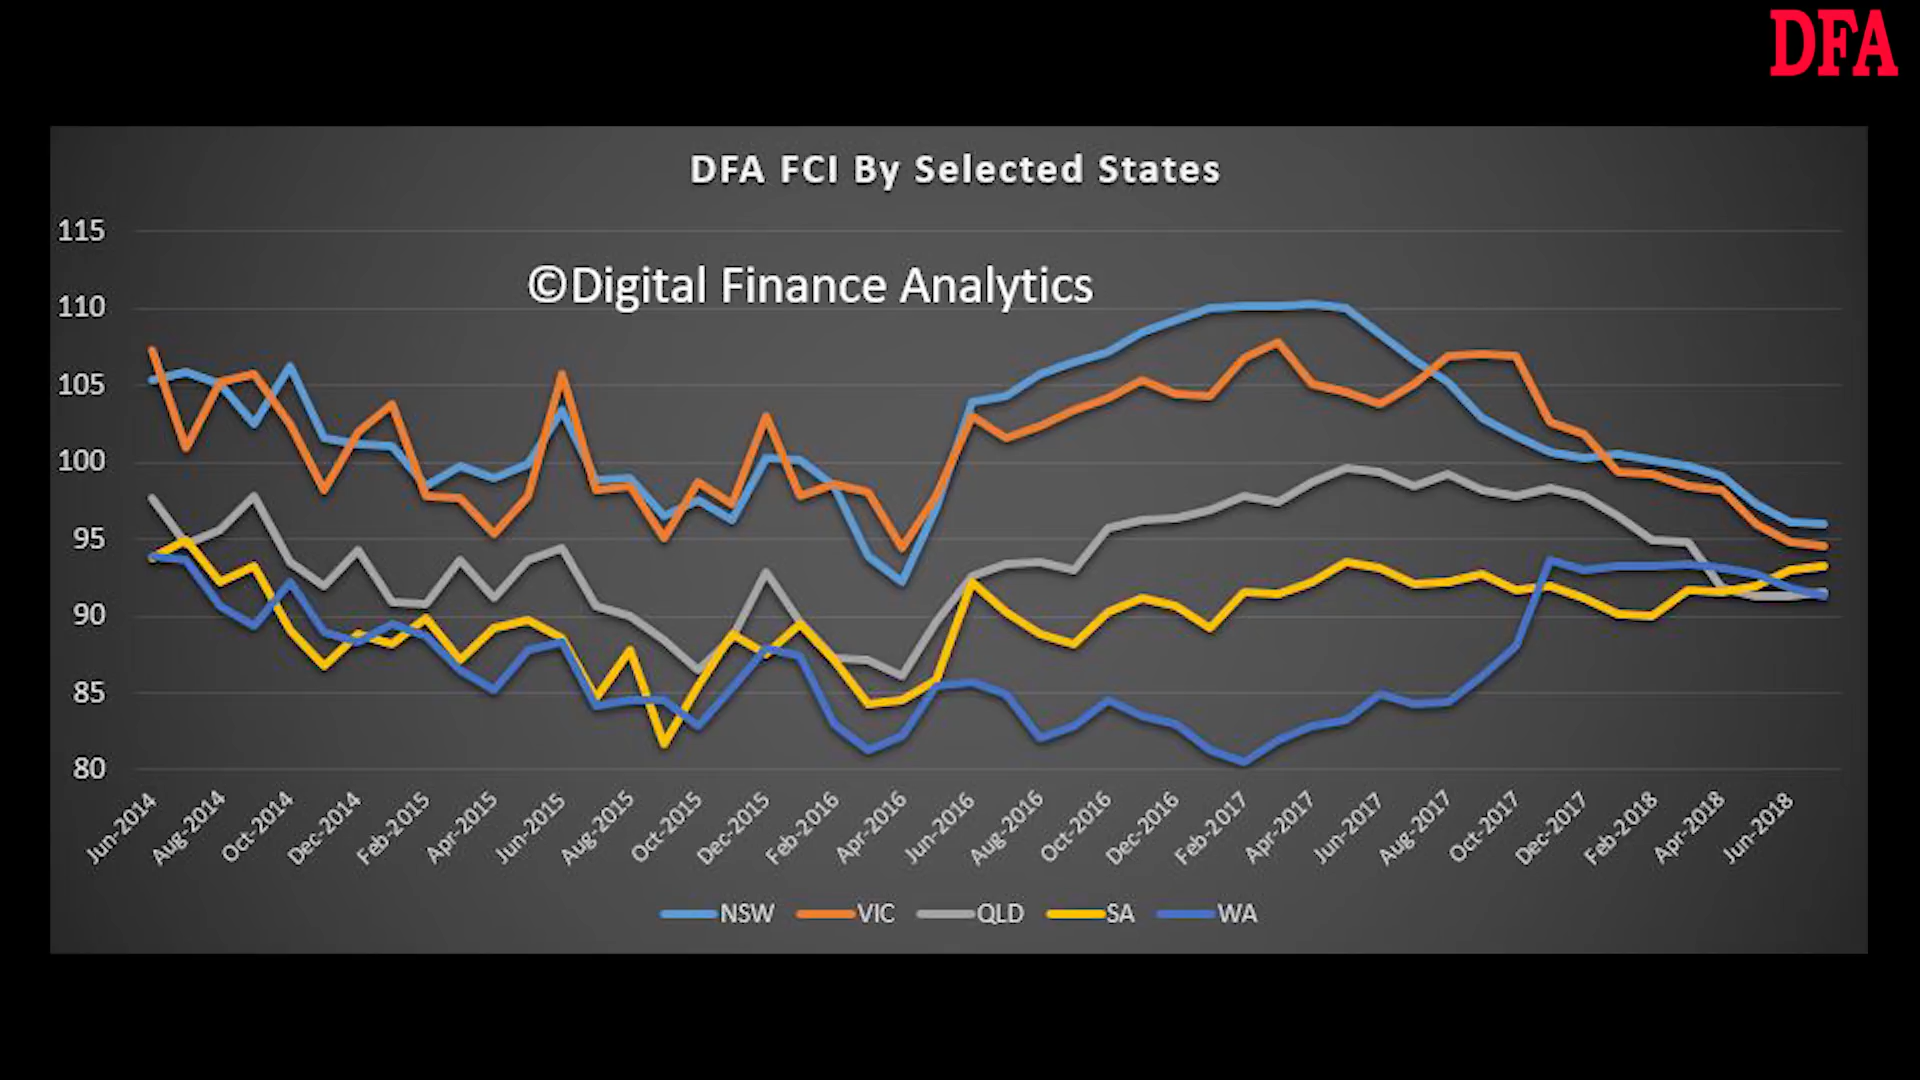 DFA
DFA FCI By Selected States
©Digital Finance Analytics
115
110
105
100
95
90
85
80
Jun-2014
Aug-2014
Oct-2014
Dec-2014
Feb-2015
Apr-2015
Jun-2015
Aug-2015
Oct-2015
Dec-2015
Feb-2016
Apr-2016
Jun-2016
Aug-2016
Oct-2016
Dec-2016
Feb-2017
Apr-2017
Jun-2017
Aug-2017
Oct-2017
Dec-2017
Feb-2018
Apr-2018
Jun-2018
NSW VIC QLD SA WA